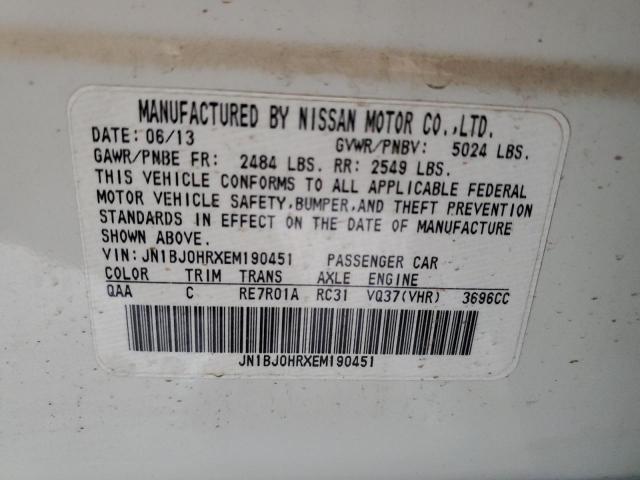 MANUFACTURED BY NISSAN MOTOR CO.,LTD.
DATE: 06/13 GVWR/PNBV: 5024 LBS.
GAWR/PNBE FR: 2484 LBS. RR: 2549 LBS.
THIS VEHICLE CONFORMS TO ALL APPLICABLE FEDERAL
MOTOR VEHICLE SAFETY,BUMPER,AND THEFT PREVENTION
STANDARDS IN EFFECT ON THE DATE OF MANUFACTURE
SHOWN ABOVE.
VIN: JN1BJ0HRXEM190451 PASSENGER CAR
COLOR TRIM TRANS AXLE ENGINE
QAA C RE7R01A RC31 VQ37(VHR) 3696CC
JN1BJ0HRXEM190451